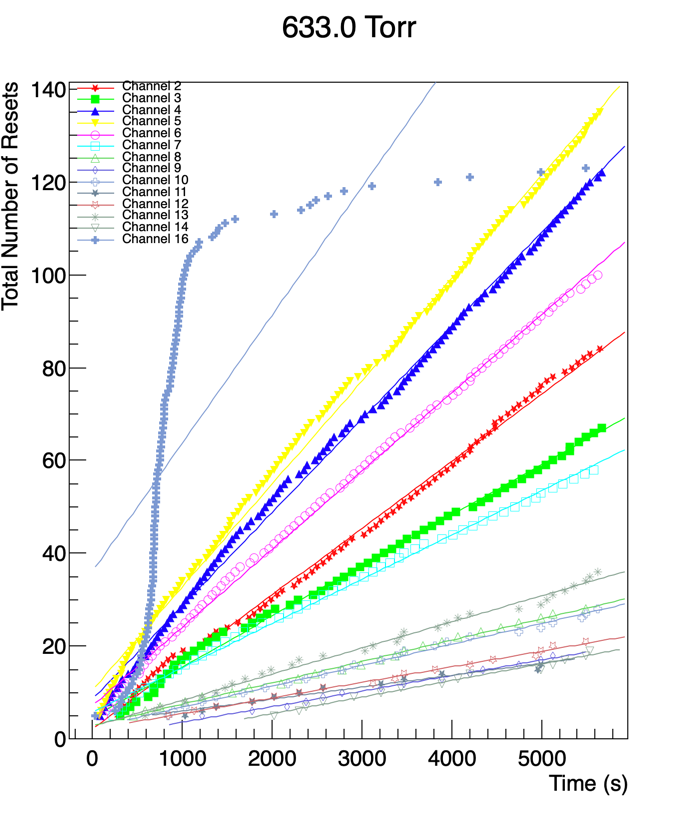 633.0 Torr
Total Number of Resets
140
120
100
80
60
40
20
0
Channel 2
Channel 3
Channel 4
Channel 5
Channel 6
Channel 7
Channel 8
Channel 9
Channel 10
Channel 11
Channel 12
Channel 13
Channel 14
Channel 16
0 1000 2000 3000 4000 5000
Time (s)